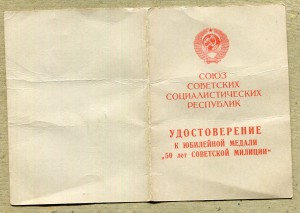 СОЮЗ
СОВЕТСКИХ
СОЦИАЛИСТИЧЕСКИХ
РЕСПУБЛИК
УДОСТОВЕРЕНИЕ
К ЮБИЛЕЙНОЙ МЕДАЛИ
„50 лет СОВЕТСКОЙ МИЛИЦИИ“